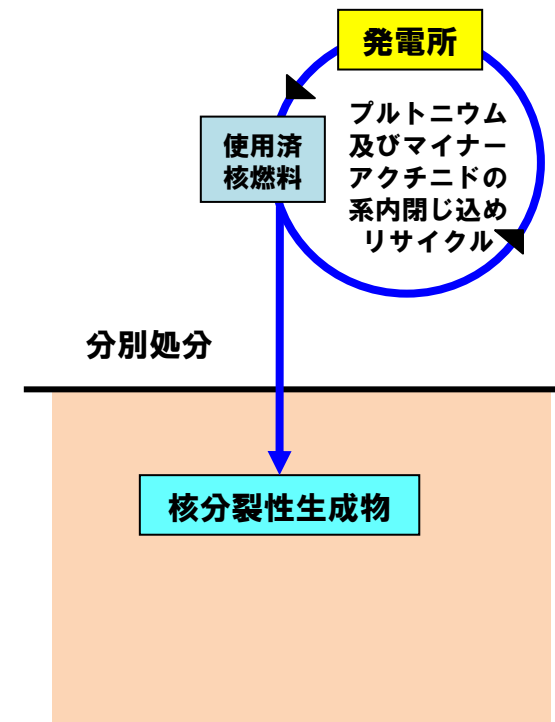 発電所
使用済
核燃料
プルトニウム
及びマイナー
アクチニドの
系内閉じ込め
リサイクル
分別処分
核分裂性生成物